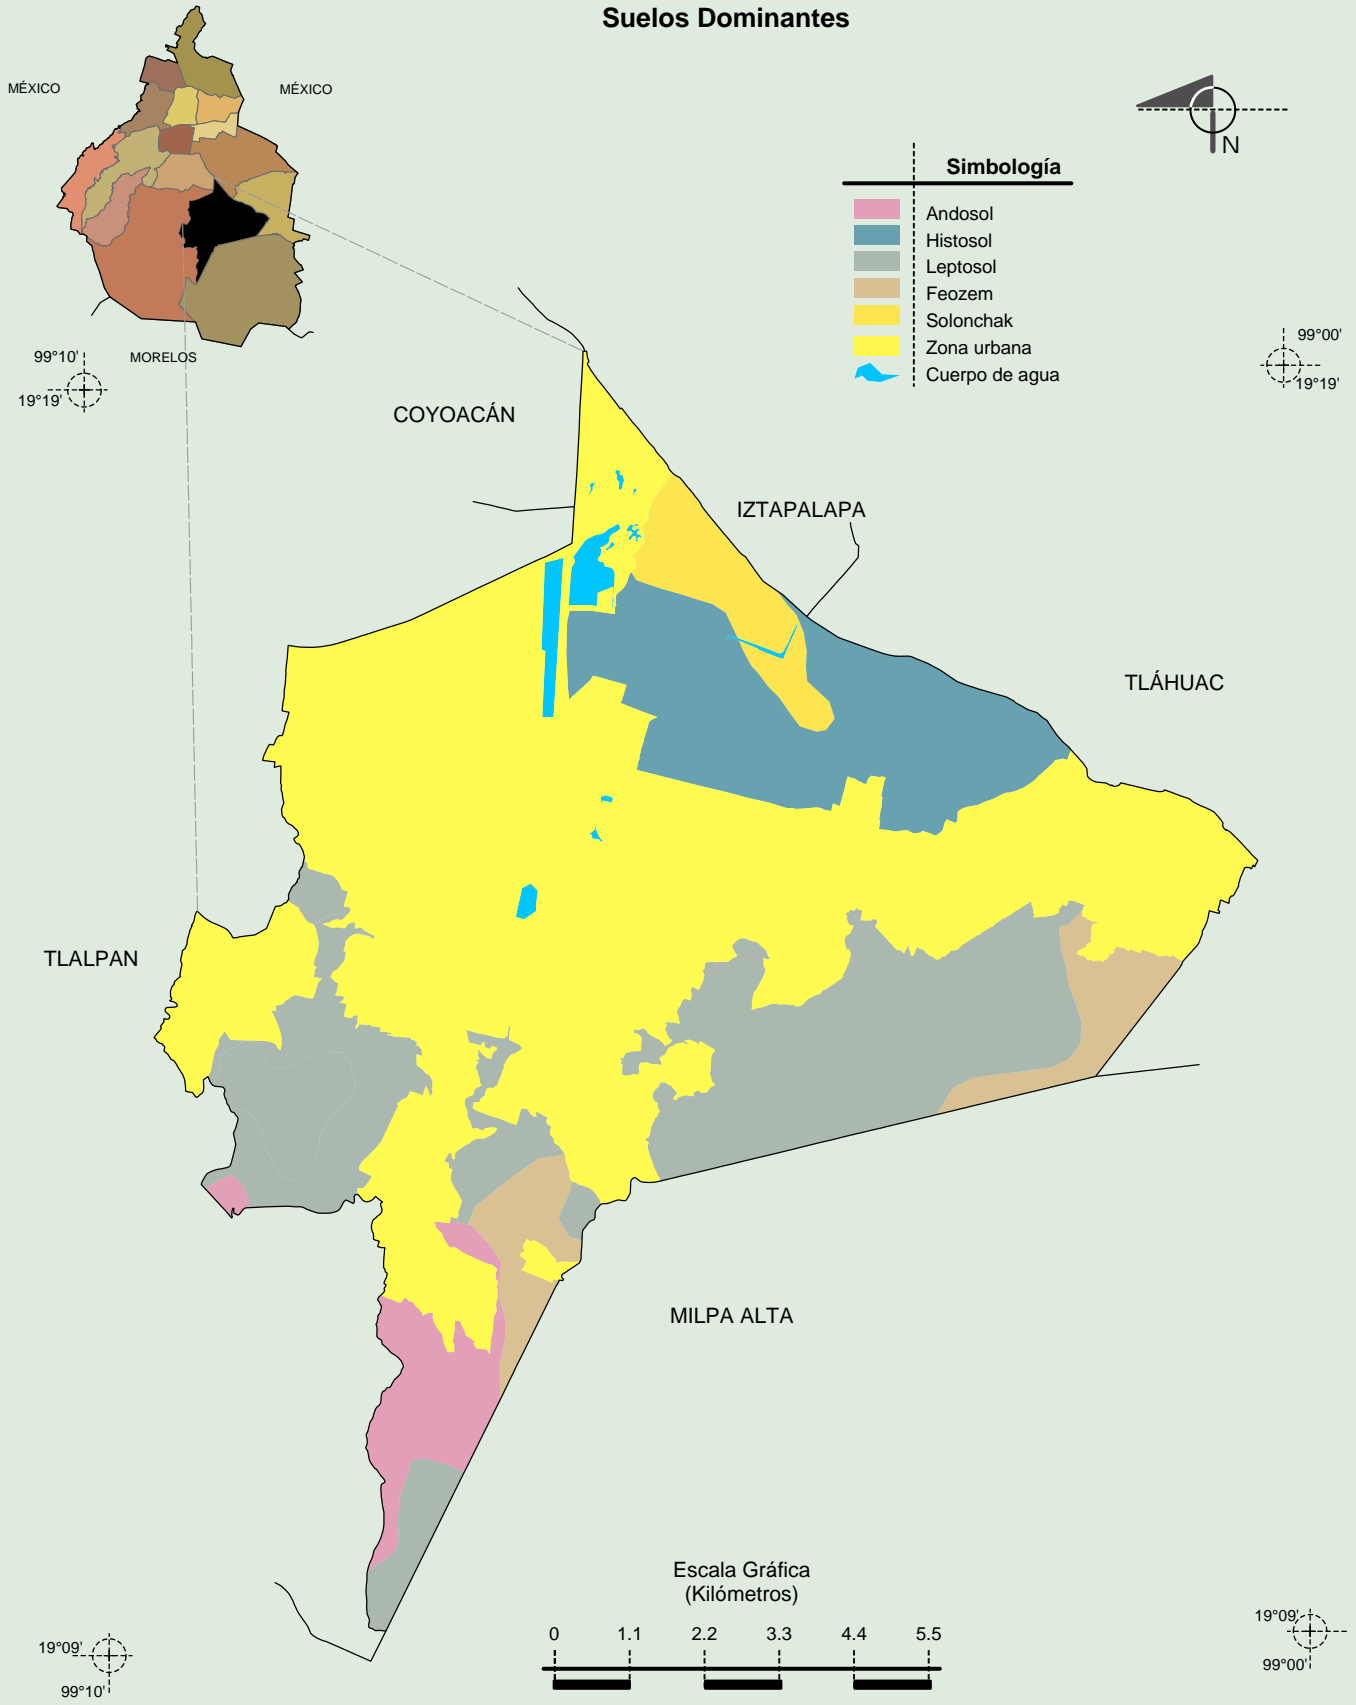 Suelos Dominantes
MÉXICO
MÉXICO
MORELOS
N
Simbología
Andosol
Histosol
Leptosol
Feozem
Solonchak
Zona urbana
Cuerpo de agua
99°10'
19°19'
99°00'
19°19'
COYOACÁN
IZTAPALAPA
TLÁHUAC
TLALPAN
MILPA ALTA
Escala Gráfica
(Kilómetros)
0 1.1 2.2 3.3 4.4 5.5
19°09'
99°10'
19°09'
99°00'